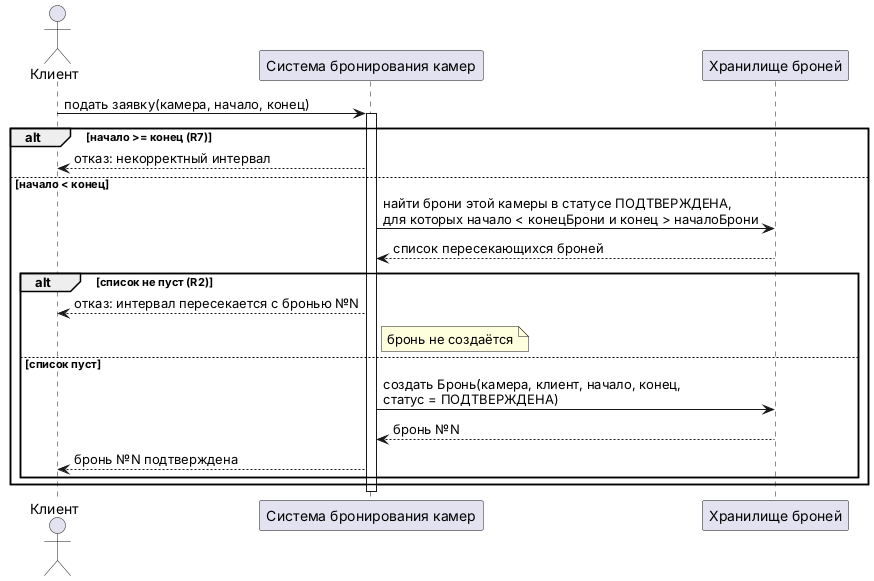 Клиент
Система бронирования камер
Хранилище броней
подать заявку(камера, начало, конец)
alt
[начало >= конец (R7)]
отказ: некорректный интервал
[начало < конец]
найти брони этой камеры в статусе ПОДТВЕРЖДЕНА,
для которых начало < конецБрони и конец > началоБрони
список пересекающихся броней
alt
[список не пуст (R2)]
отказ: интервал пересекается с бронью №N
бронь не создаётся
[список пуст]
создать Бронь(камера, клиент, начало, конец,
статус = ПОДТВЕРЖДЕНА)
бронь №N
бронь №N подтверждена
Клиент
Система бронирования камер
Хранилище броней